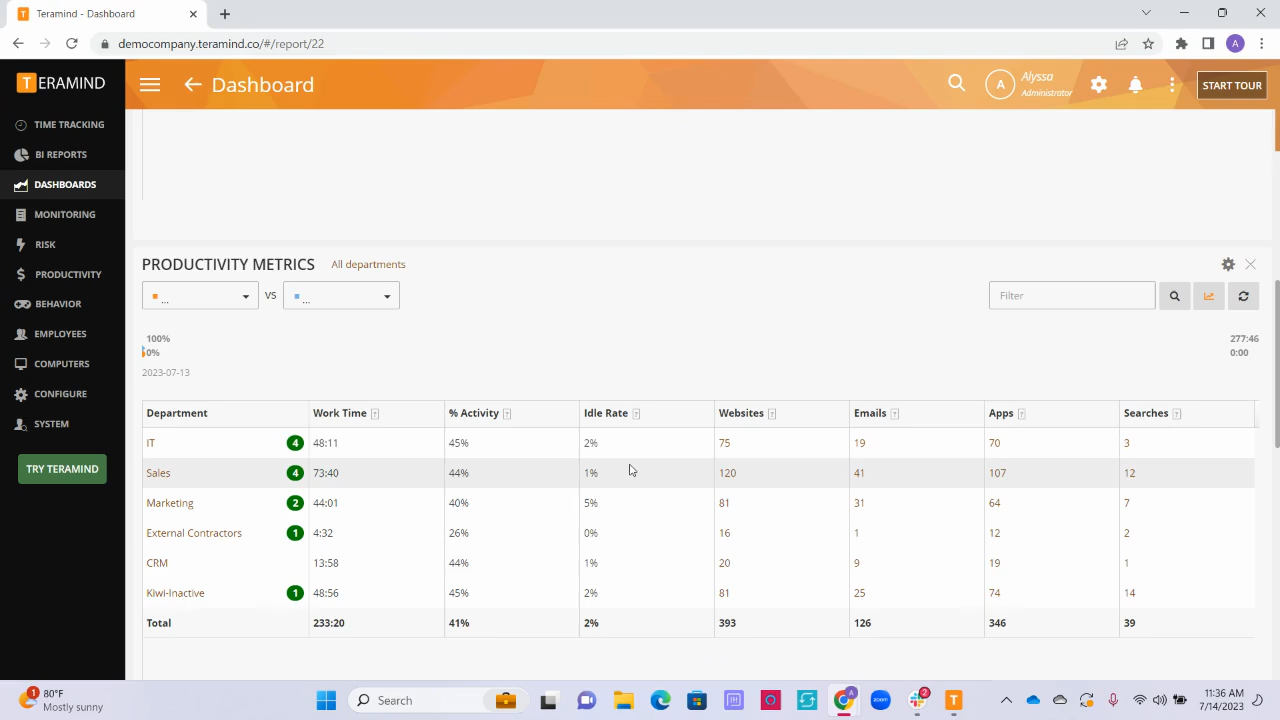 Teramind - Dashboard
democompany.teramind.co/#/report/22
A
TERAMIND
Dashboard
A
Alyssa
Administrator
START TOUR
TIME TRACKING
BI REPORTS
DASHBOARDS
MONITORING
RISK
PRODUCTIVITY
BEHAVIOR
EMPLOYEES
COMPUTERS
CONFIGURE
SYSTEM
TRY TERAMIND
PRODUCTIVITY METRICS All departments
... VS ... Filter
100% 277:46
0% 0:00
2023-07-13
Department Work Time ? % Activity ? Idle Rate ? Websites ? Emails ? Apps ? Searches ?
IT 4 48:11 45% 2% 75 19 70 3
Sales 4 73:40 44% 1% 120 41 107 12
Marketing 2 44:01 40% 5% 81 31 64 7
External Contractors 1 4:32 26% 0% 16 1 12 2
CRM 13:58 44% 1% 20 9 19 1
Kiwi-Inactive 1 48:56 45% 2% 81 25 74 14
Total 233:20 41% 2% 393 126 346 39
1 80°F
Mostly sunny
Search
A
zoom
2
T
11:36 AM
7/14/2023